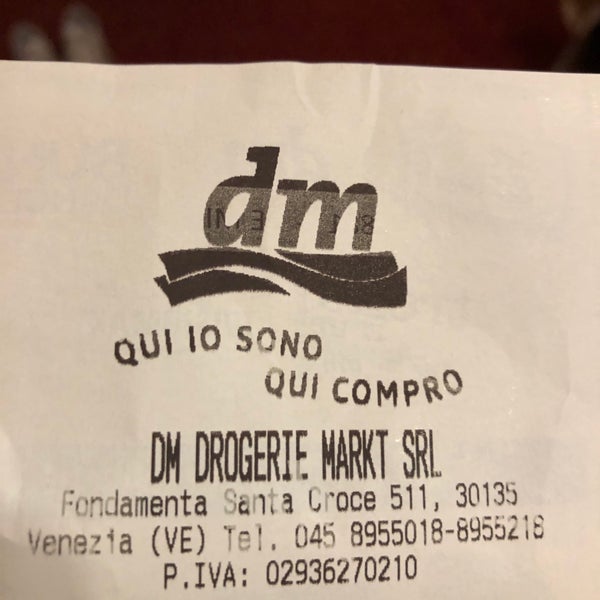 dm
QUI IO SONO
QUI COMPRO
DM DROGERIE MARKT SRL
Fondamenta Santa Croce 511, 30135
Venezia (VE) Tel. 045 8955018-8955218
P.IVA: 02936270210